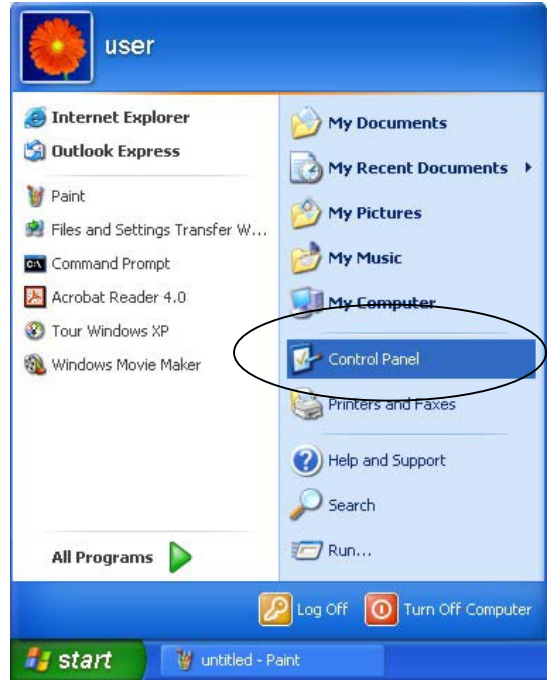 user
Internet Explorer
Outlook Express
Paint
Files and Settings Transfer W...
Command Prompt
Acrobat Reader 4.0
Tour Windows XP
Windows Movie Maker
All Programs
My Documents
My Recent Documents
My Pictures
My Music
My Computer
Control Panel
Printers and Faxes
Help and Support
Search
Run...
Log Off
Turn Off Computer
start
untitled - Paint